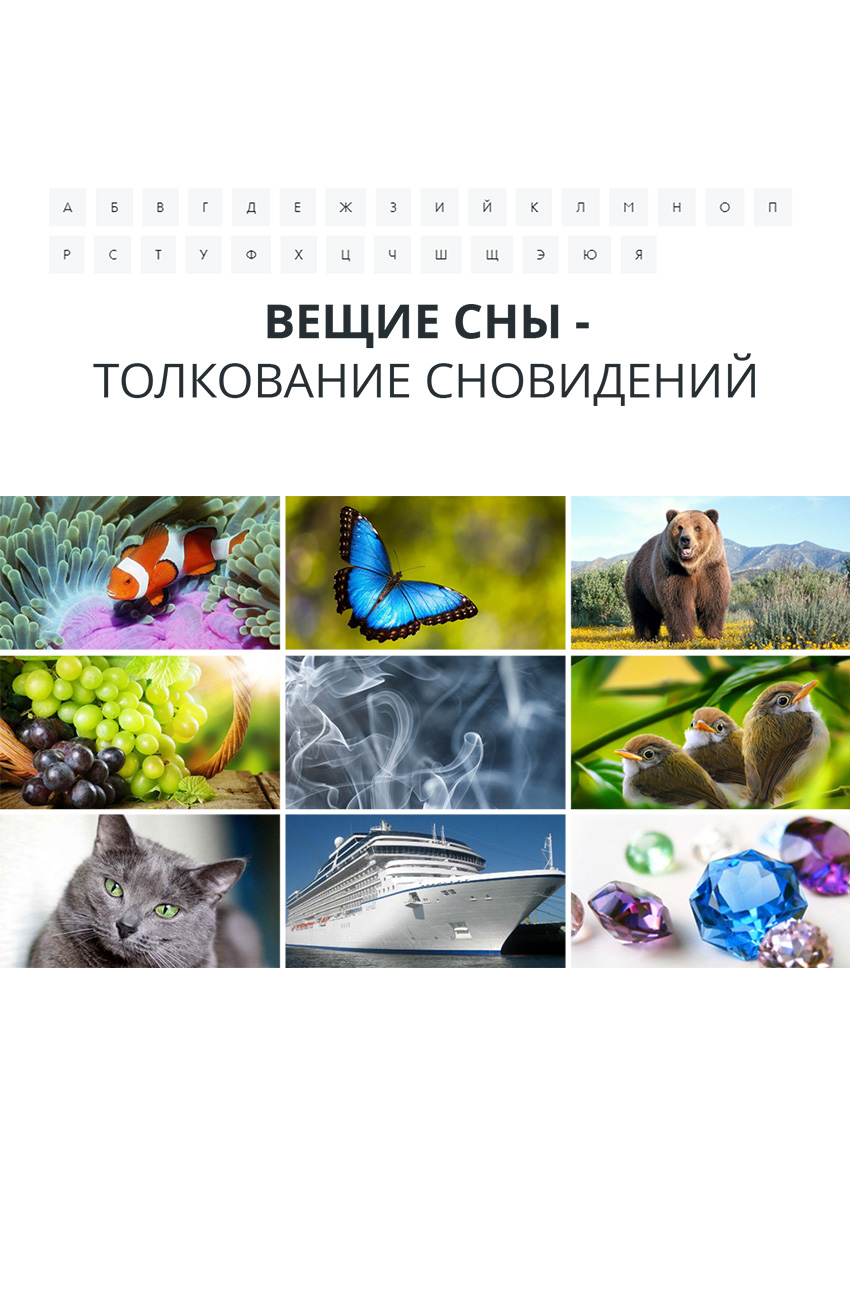 А Б В Г Д Е Ж З И Й К Л М Н О П
Р С Т У Ф Х Ц Ч Ш Щ Э Ю Я
ВЕЩИЕ СНЫ -
ТОЛКОВАНИЕ СНОВИДЕНИЙ